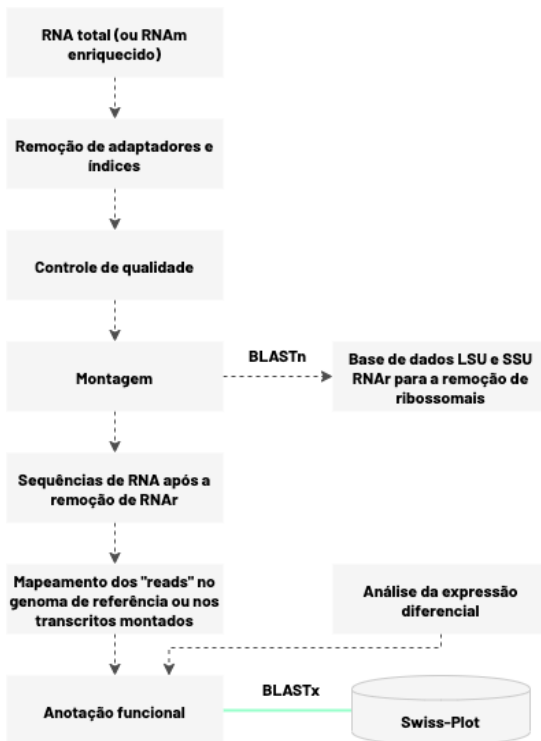 RNA total (ou RNAm
enriquecido)
Remoção de adaptadores e
índices
Controle de qualidade
Montagem
BLASTn
Base de dados LSU e SSU
RNAr para a remoção de
ribossomais
Sequências de RNA após a
remoção de RNAr
Mapeamento dos "reads" no
genoma de referência ou nos
transcritos montados
Análise da expressão
diferencial
Anotação funcional
BLASTx
Swiss-Plot